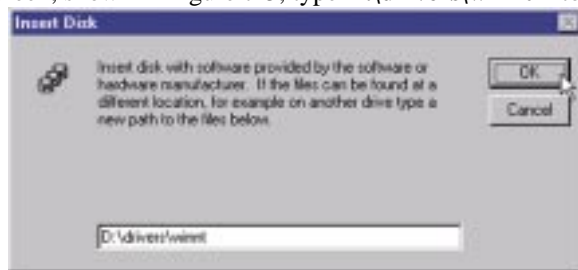 Insert Disk
Insert disk with software provided by the software or
hardware manufacturer. If the files can be found at a
different location, for example on another drive type a
new path to the files below.
OK
Cancel
D:\drivers\winnt